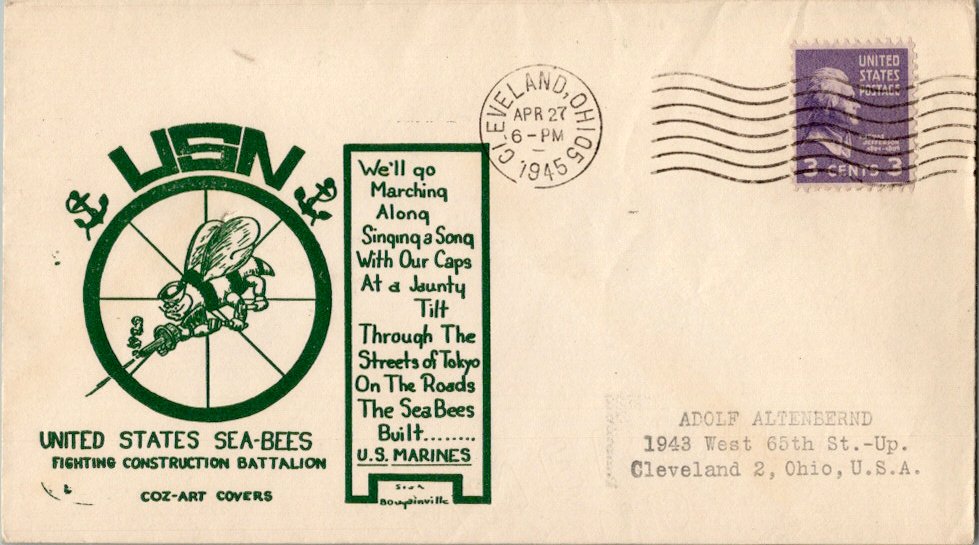 USN
UNITED STATES SEA-BEES
FIGHTING CONSTRUCTION BATTALION
COZ-ART COVERS
We'll go
Marching
Along
Singing a Song
With Our Caps
At a Jaunty
Tilt
Through The
Streets of Tokyo
On The Roads
The SeaBees
Built........
U.S. MARINES
Sign
Bougainville
CLEVELAND, OHIO
APR 27
6-PM
1945
5
UNITED
STATES
POSTAGE
JEFFERSON
3 CENTS 3
ADOLF ALTENBERND
1943 West 65th St.-Up.
Cleveland 2, Ohio, U.S.A.